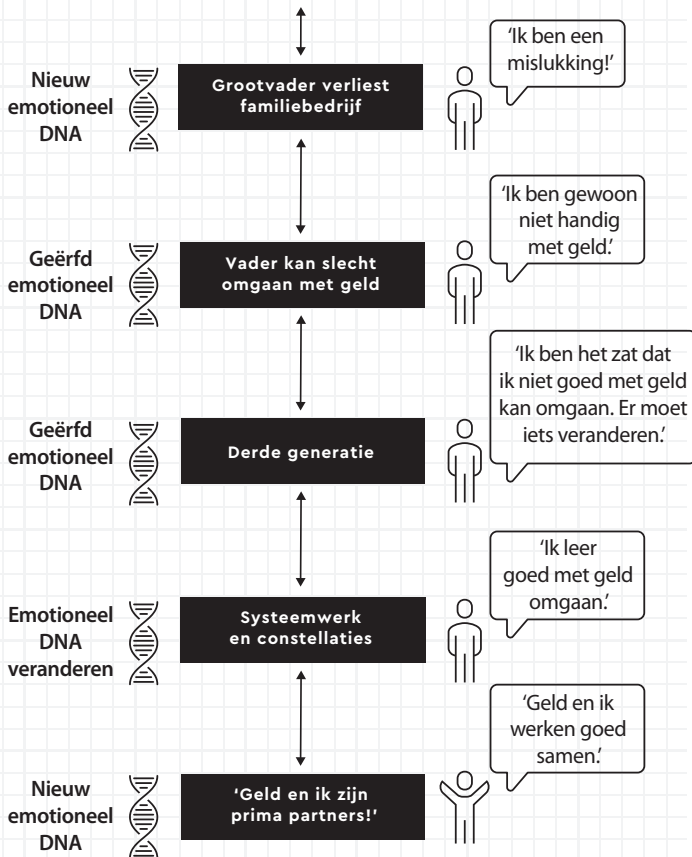 Nieuw
emotioneel
DNA
Grootvader verliest
familiebedrijf
'Ik ben een
mislukking!'
Geërfd
emotioneel
DNA
Vader kan slecht
omgaan met geld
'Ik ben gewoon
niet handig
met geld.'
Geërfd
emotioneel
DNA
Derde generatie
'Ik ben het zat dat
ik niet goed met geld
kan omgaan. Er moet
iets veranderen.'
Emotioneel
DNA
veranderen
Systeemwerk
en constellaties
'Ik leer
goed met geld
omgaan.'
Nieuw
emotioneel
DNA
'Geld en ik zijn
prima partners!'
'Geld en ik
werken goed
samen.'